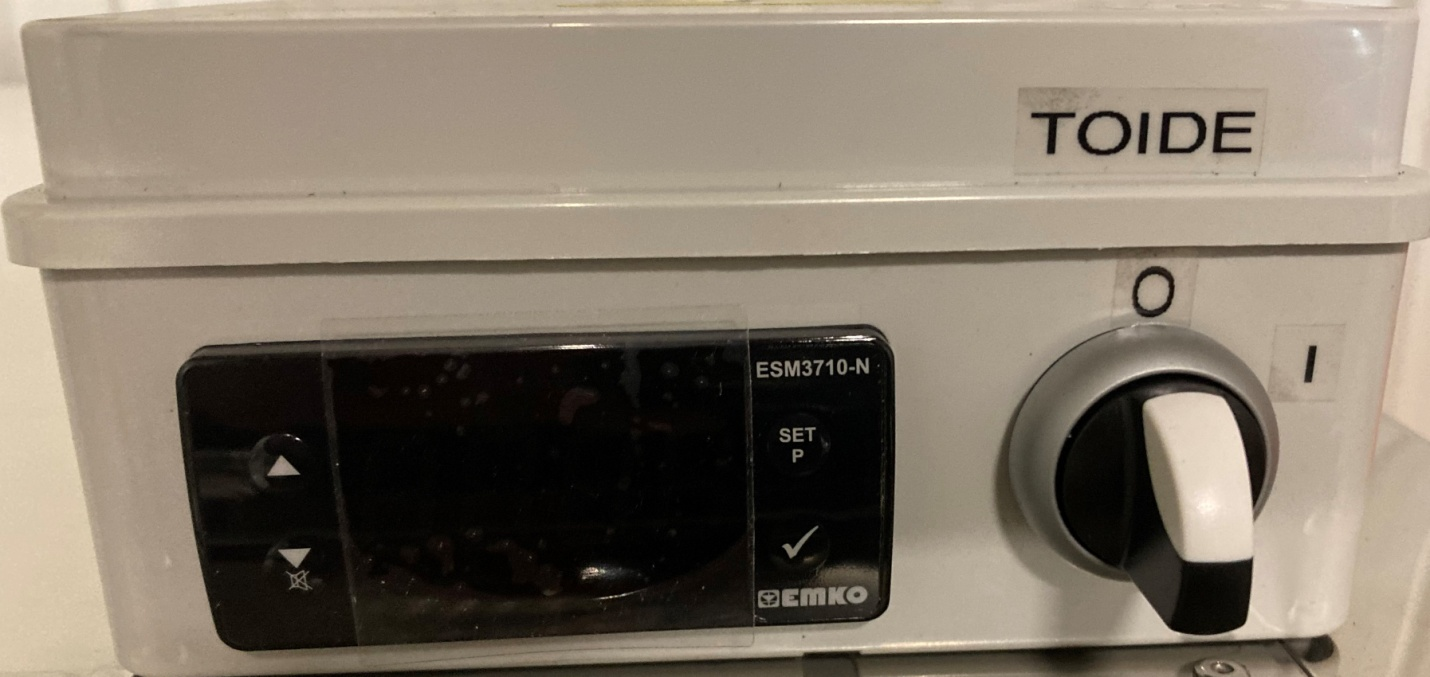 TOIDE
O
I
ESM3710-N
SET
P
EMKO